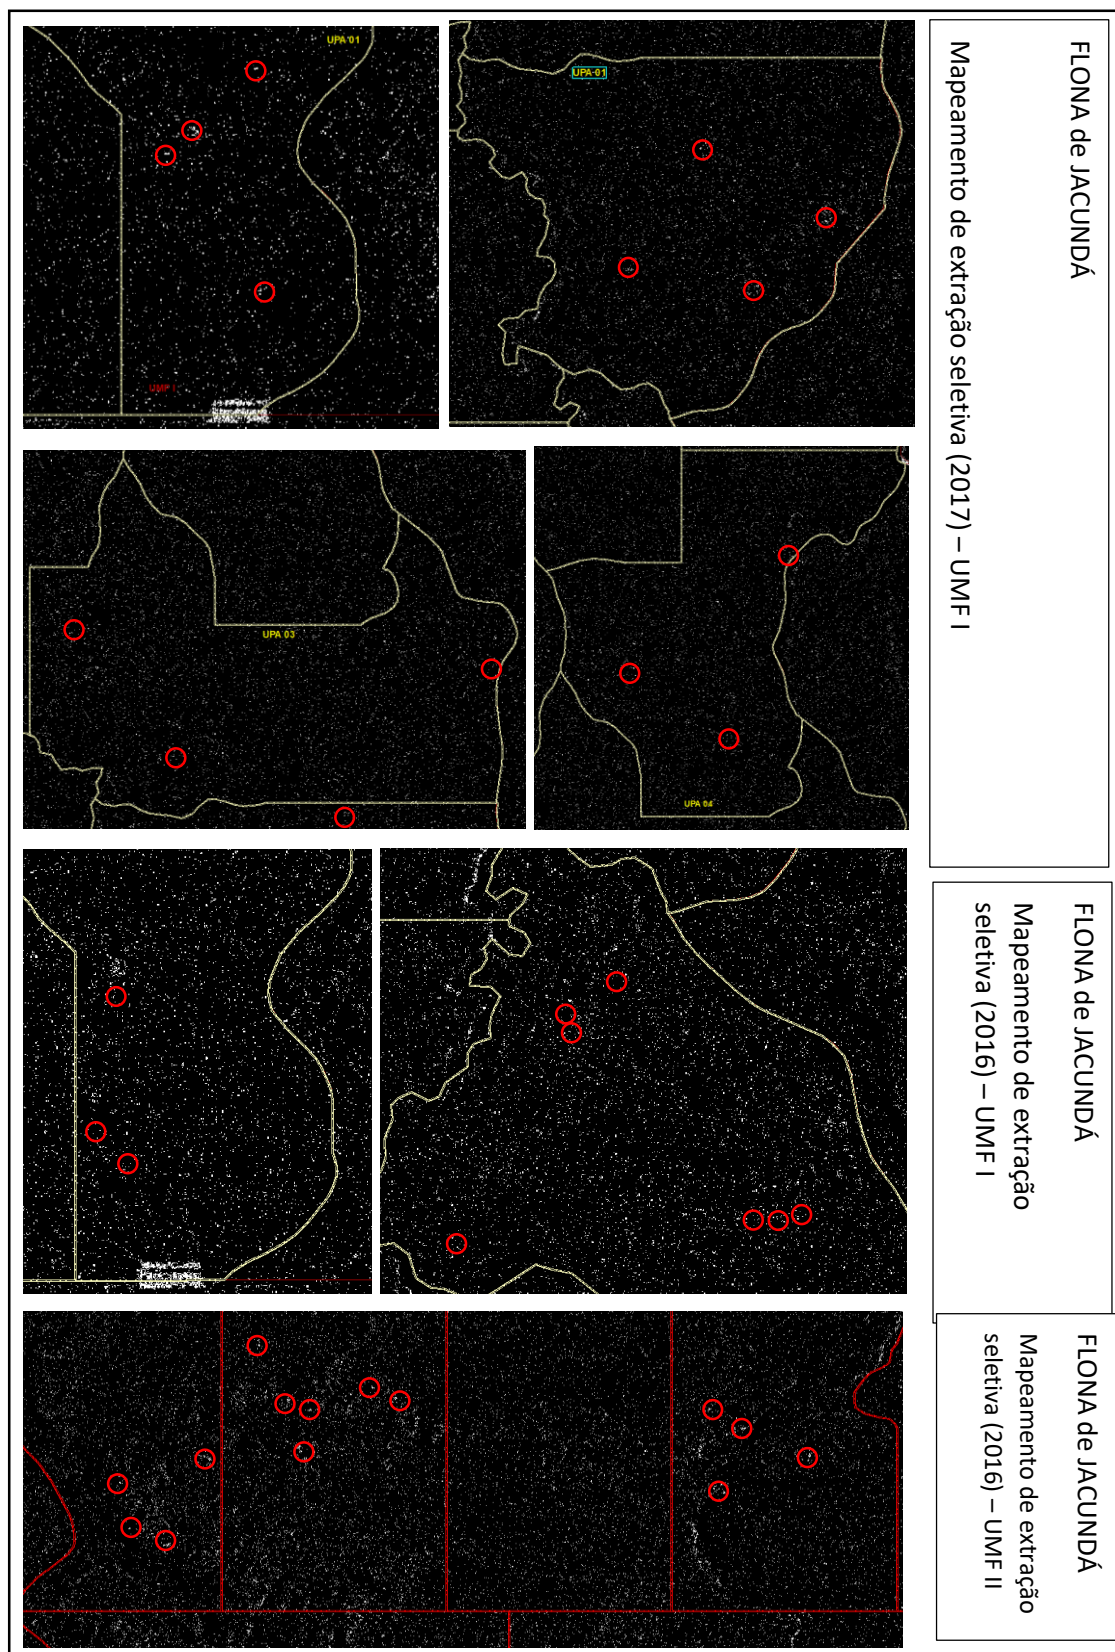 FLONA de JACUNDÁ
Mapeamento de extração seletiva (2017) – UMF I
UPA 01
UMF I
UPA-01
UPA 03
UPA 04
FLONA de JACUNDÁ
Mapeamento de extração
seletiva (2016) – UMF I
FLONA de JACUNDÁ
Mapeamento de extração
seletiva (2016) – UMF II